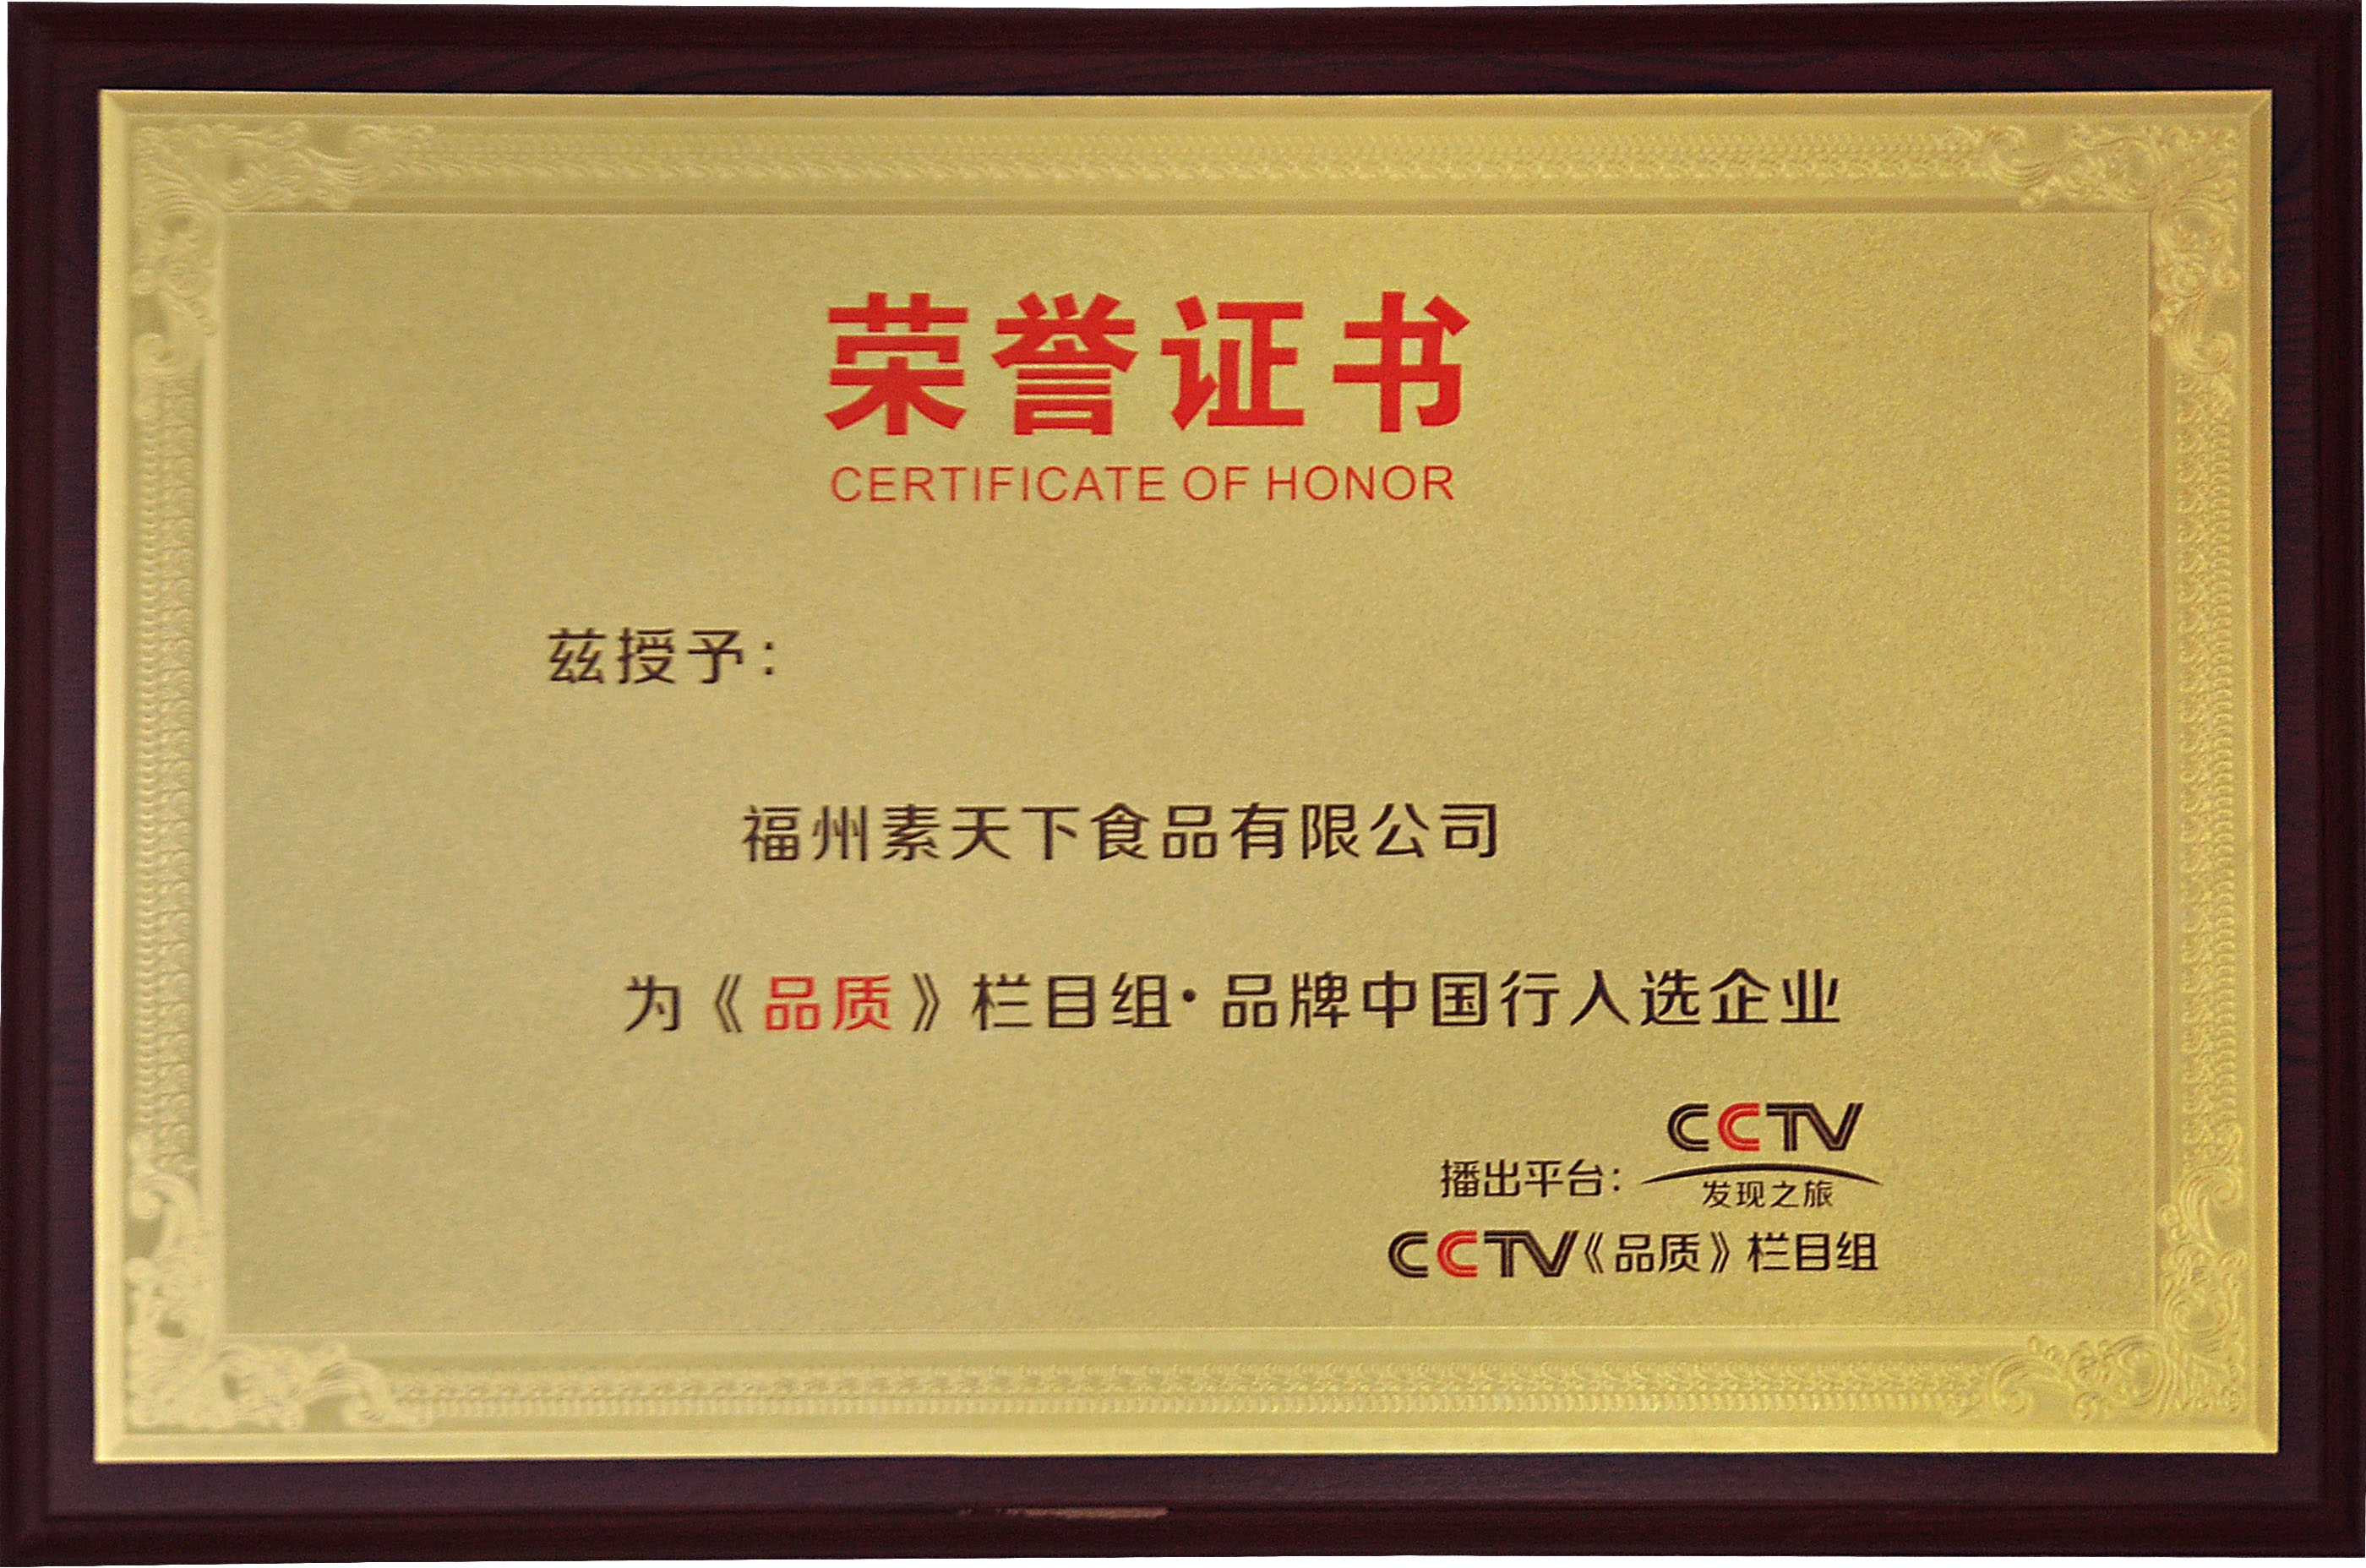 荣誉证书
CERTIFICATE OF HONOR
兹授予：
福州素天下食品有限公司
为《品质》栏目组·品牌中国行入选企业
CCTV
播出平台：
发现之旅
CCTV《品质》栏目组